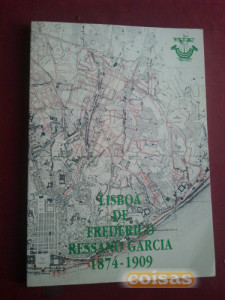 LISBOA
DE
FREDERICO
RESSANO GARCIA
1874-1909
coisas